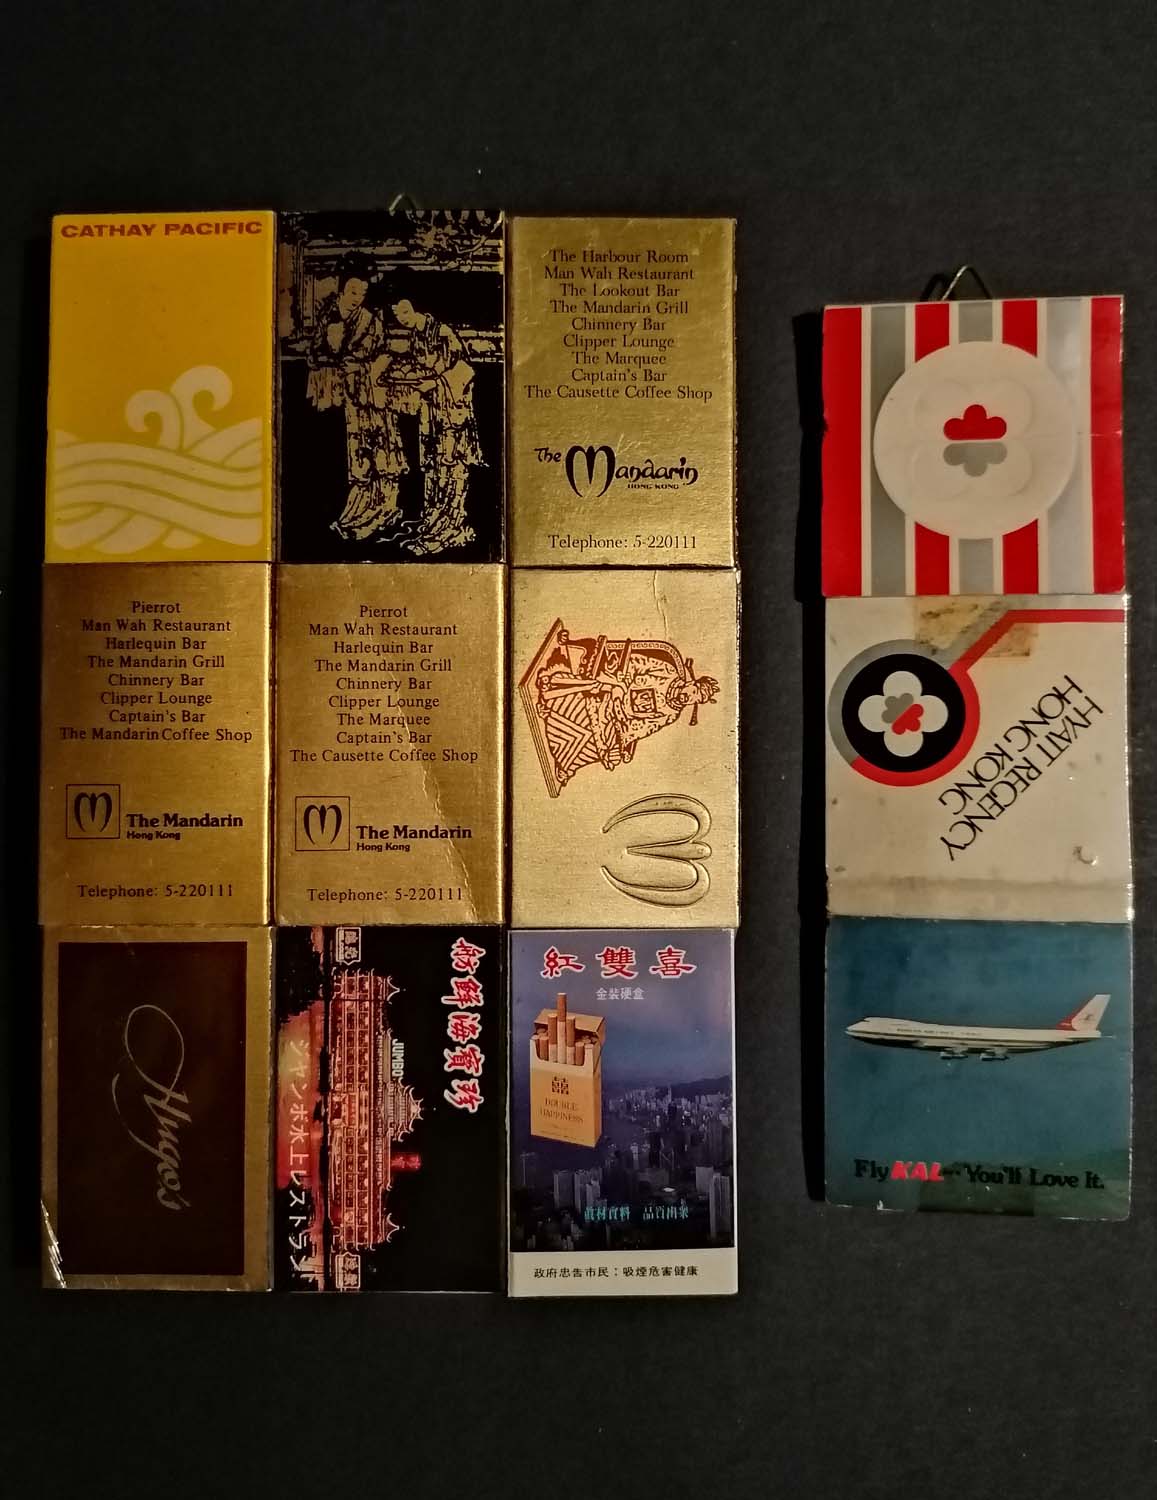 CATHAY PACIFIC
The Harbour Room
Man Wah Restaurant
The Lookout Bar
The Mandarin Grill
Chinnery Bar
Clipper Lounge
The Marquee
Captain's Bar
The Causette Coffee Shop
The Mandarin
HONG KONG
Telephone: 5-220111
Pierrot
Man Wah Restaurant
Harlequin Bar
The Mandarin Grill
Chinnery Bar
Clipper Lounge
Captain's Bar
The Mandarin Coffee Shop
The Mandarin
Hong Kong
Telephone: 5-220111
Pierrot
Man Wah Restaurant
Harlequin Bar
The Mandarin Grill
Chinnery Bar
Clipper Lounge
The Marquee
Captain's Bar
The Causette Coffee Shop
The Mandarin
Hong Kong
Telephone: 5-220111
Hugo's
珍寶海鮮舫
JUMBO
ジャンボ水上レストラン
紅雙喜
金裝硬盒
DOUBLE
HAPPINESS
政府忠告市民：吸煙危害健康
HYATT REGENCY
HONG KONG
Fly KAL — You'll Love It.